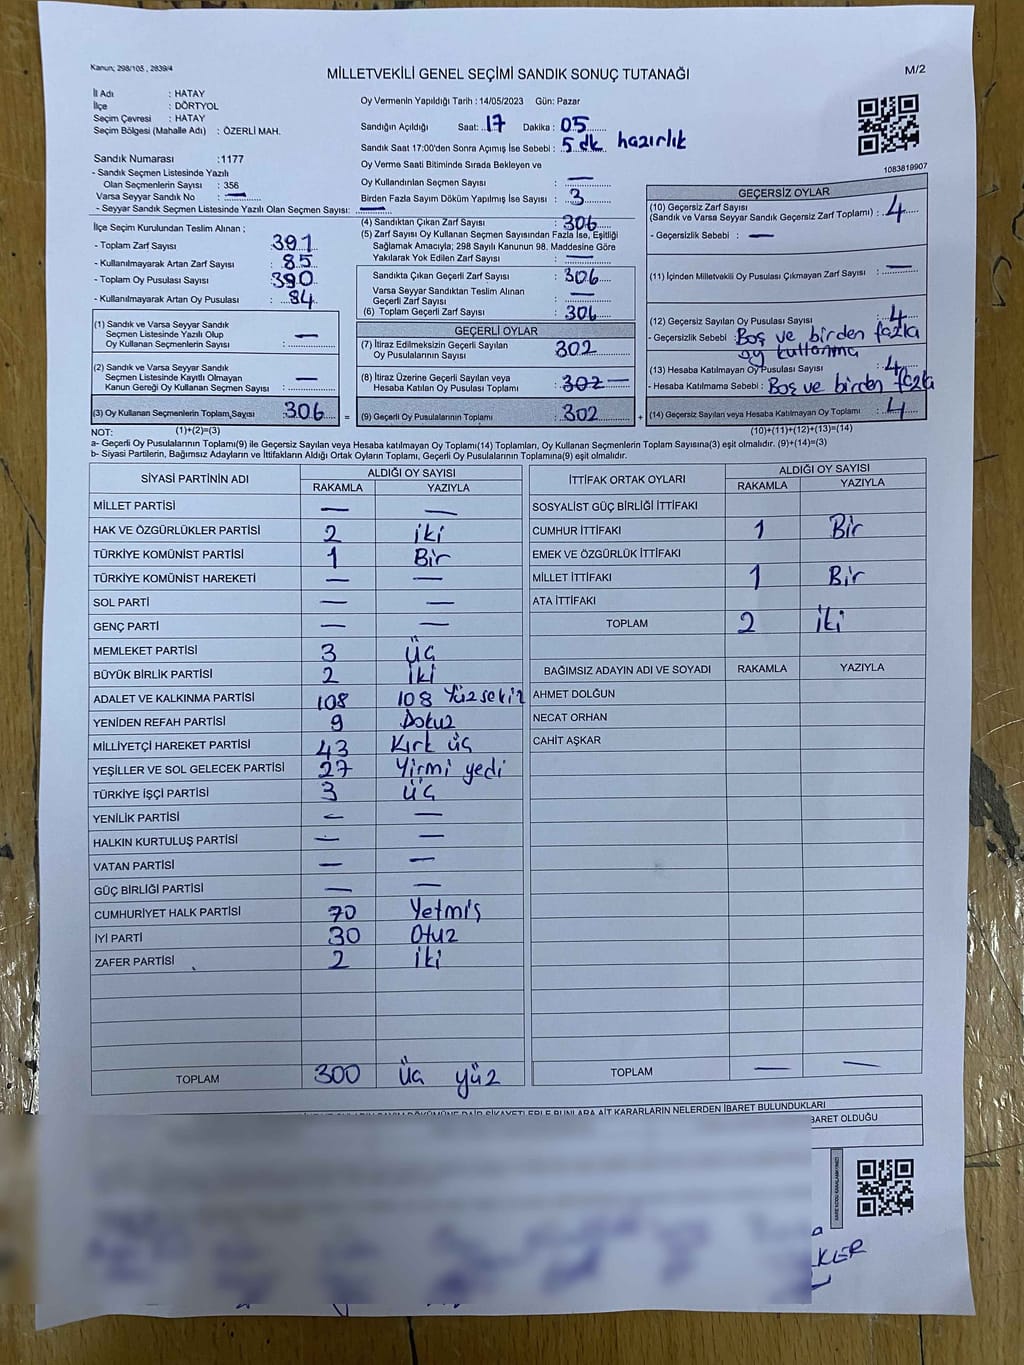 Kanun; 298/105 , 2839/4
MİLLETVEKİLİ GENEL SEÇİMİ SANDIK SONUÇ TUTANAĞI
M/2
İl Adı : HATAY
İlçe : DÖRTYOL
Seçim Çevresi : HATAY
Seçim Bölgesi (Mahalle Adı) : ÖZERLİ MAH.
Sandık Numarası :1177
- Sandık Seçmen Listesinde Yazılı
Olan Seçmenlerin Sayısı : 356
Varsa Seyyar Sandık No : —
- Seyyar Sandık Seçmen Listesinde Yazılı Olan Seçmen Sayısı: —
Oy Vermenin Yapıldığı Tarih : 14/05/2023 Gün: Pazar
Sandığın Açıldığı Saat: 17 Dakika : 05
Sandık Saat 17:00'den Sonra Açımış İse Sebebi : 5 dk hazırlık
Oy Verme Saati Bitiminde Sırada Bekleyen ve
Oy Kullandırılan Seçmen Sayısı : —
Birden Fazla Sayım Döküm Yapılmış İse Sayısı : 3
1083819907
İlçe Seçim Kurulundan Teslim Alınan ;
- Toplam Zarf Sayısı : 391
- Kullanılmayarak Artan Zarf Sayısı : 85
- Toplam Oy Pusulası Sayısı : 390
- Kullanılmayarak Artan Oy Pusulası : 84
(1) Sandık ve Varsa Seyyar Sandık
Seçmen Listesinde Yazılı Olup
Oy Kullanan Seçmenlerin Sayısı : —
(2) Sandık ve Varsa Seyyar Sandık
Seçmen Listesinde Kayıtlı Olmayan
Kanun Gereği Oy Kullanan Seçmen Sayısı : —
(3) Oy Kullanan Seçmenlerin Toplam Sayısı : 306
(4) Sandıktan Çıkan Zarf Sayısı : 306
(5) Zarf Sayısı Oy Kullanan Seçmen Sayısından Fazla İse, Eşitliği
Sağlamak Amacıyla; 298 Sayılı Kanunun 98. Maddesine Göre
Yakılarak Yok Edilen Zarf Sayısı : —
Sandıkta Çıkan Geçerli Zarf Sayısı : 306
Varsa Seyyar Sandıktan Teslim Alınan
Geçerli Zarf Sayısı : —
(6) Toplam Geçerli Zarf Sayısı : 306
GEÇERLİ OYLAR
(7) İtiraz Edilmeksizin Geçerli Sayılan
Oy Pusulalarının Sayısı : 302
(8) İtiraz Üzerine Geçerli Sayılan veya
Hesaba Katılan Oy Pusulası Toplamı : 302 —
= (9) Geçerli Oy Pusulalarının Toplamı : 302 +
GEÇERSİZ OYLAR
(10) Geçersiz Zarf Sayısı
(Sandık ve Varsa Seyyar Sandık Geçersiz Zarf Toplamı) : 4
- Geçersizlik Sebebi : —
(11) İçinden Milletvekili Oy Pusulası Çıkmayan Zarf Sayısı : —
(12) Geçersiz Sayılan Oy Pusulası Sayısı : 4
- Geçersizlik Sebebi : Boş ve birden fazla
oy kullanma
(13) Hesaba Katılmayan Oy Pusulası Sayısı : 4
- Hesaba Katılmama Sebebi : Boş ve birden fazla
(14) Geçersiz Sayılan veya Hesaba Katılmayan Oy Toplamı : 4
NOT: (1)+(2)=(3)
(10)+(11)+(12)+(13)=(14)
a- Geçerli Oy Pusulalarının Toplamı(9) ile Geçersiz Sayılan veya Hesaba katılmayan Oy Toplamı(14) Toplamları, Oy Kullanan Seçmenlerin Toplam Sayısına(3) eşit olmalıdır. (9)+(14)=(3)
b- Siyasi Partilerin, Bağımsız Adayların ve İttifakların Aldığı Ortak Oyların Toplamı, Geçerli Oy Pusulalarının Toplamına(9) eşit olmalıdır.
SİYASİ PARTİNİN ADI ALDIĞI OY SAYISI
RAKAMLA YAZIYLA
MİLLET PARTİSİ — —
HAK VE ÖZGÜRLÜKLER PARTİSİ 2 iki
TÜRKİYE KOMÜNİST PARTİSİ 1 Bir
TÜRKİYE KOMÜNİST HAREKETİ — —
SOL PARTİ — —
GENÇ PARTİ — —
MEMLEKET PARTİSİ 3 üç
BÜYÜK BİRLİK PARTİSİ 2 iki
ADALET VE KALKINMA PARTİSİ 108 108 Yüzsekiz
YENİDEN REFAH PARTİSİ 9 Dokuz
MİLLİYETÇİ HAREKET PARTİSİ 43 Kırk üç
YEŞİLLER VE SOL GELECEK PARTİSİ 27 Yirmi yedi
TÜRKİYE İŞÇİ PARTİSİ 3 üç
YENİLİK PARTİSİ — —
HALKIN KURTULUŞ PARTİSİ — —
VATAN PARTİSİ — —
GÜÇ BİRLİĞİ PARTİSİ — —
CUMHURİYET HALK PARTİSİ 70 Yetmiş
İYİ PARTİ 30 Otuz
ZAFER PARTİSİ 2 iki
TOPLAM 300 üç yüz
İTTİFAK ORTAK OYLARI ALDIĞI OY SAYISI
RAKAMLA YAZIYLA
SOSYALİST GÜÇ BİRLİĞİ İTTİFAKI
CUMHUR İTTİFAKI 1 Bir
EMEK VE ÖZGÜRLÜK İTTİFAKI
MİLLET İTTİFAKI 1 Bir
ATA İTTİFAKI
TOPLAM 2 iki
BAĞIMSIZ ADAYIN ADI VE SOYADI RAKAMLA YAZIYLA
AHMET DOLĞUN
NECAT ORHAN
CAHİT AŞKAR
TOPLAM — —
SAYIM DÖKÜMÜNE DAİR ŞİKAYETLERLE BUNLARA AİT KARARLARIN NELERDEN İBARET BULUNDUKLARI
İBARET OLDUĞU